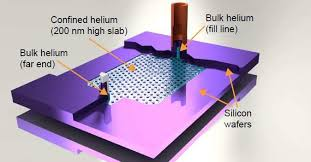 Confined helium
(200 nm high slab)
Bulk helium
(fill line)
Bulk helium
(far end)
Silicon
wafers